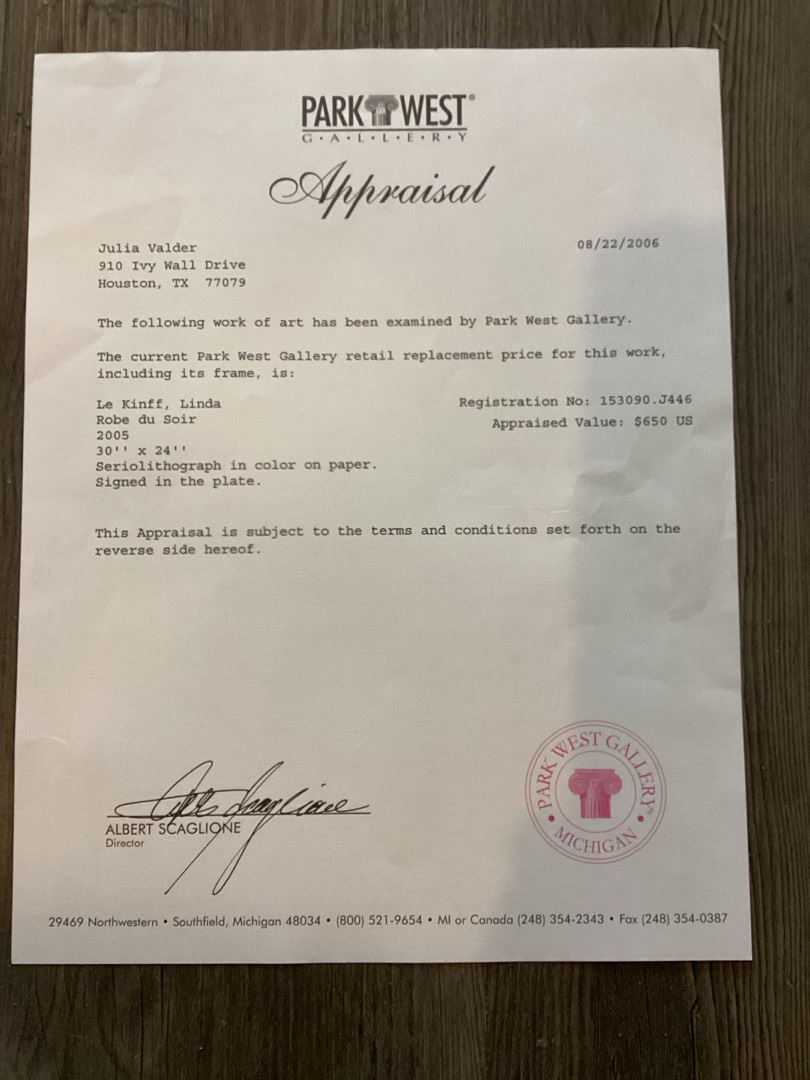 PARK WEST®
G·A·L·L·E·R·Y
Appraisal
Julia Valder 08/22/2006
910 Ivy Wall Drive
Houston, TX  77079
The following work of art has been examined by Park West Gallery.
The current Park West Gallery retail replacement price for this work,
including its frame, is:
Le Kinff, Linda Registration No: 153090.J446
Robe du Soir Appraised Value: $650 US
2005
30'' x 24''
Seriolithograph in color on paper.
Signed in the plate.
This Appraisal is subject to the terms and conditions set forth on the
reverse side hereof.
ALBERT SCAGLIONE
Director
PARK WEST GALLERY™
• MICHIGAN •
29469 Northwestern • Southfield, Michigan 48034 • (800) 521-9654 • MI or Canada (248) 354-2343 • Fax (248) 354-0387